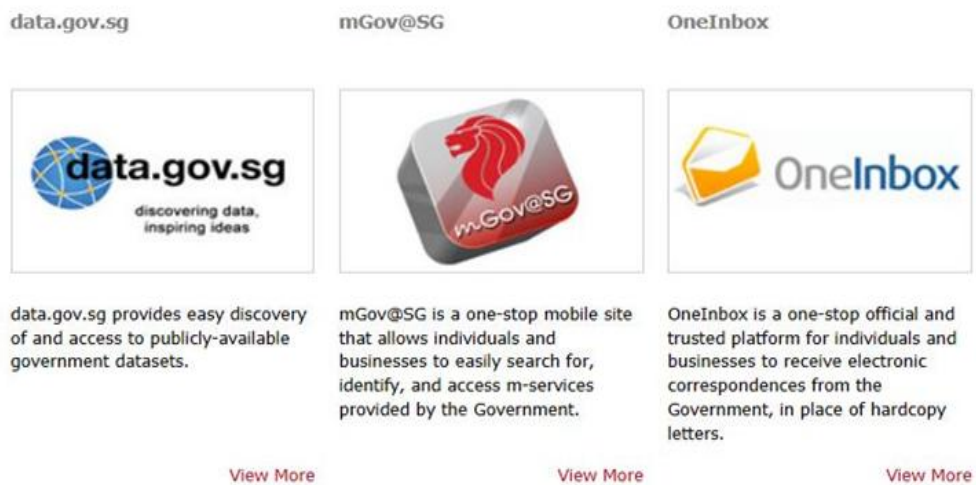 data.gov.sg
mGov@SG
OneInbox
data.gov.sg
discovering data,
inspiring ideas
mGov@SG
OneInbox
data.gov.sg provides easy discovery
of and access to publicly-available
government datasets.
mGov@SG is a one-stop mobile site
that allows individuals and
businesses to easily search for,
identify, and access m-services
provided by the Government.
OneInbox is a one-stop official and
trusted platform for individuals and
businesses to receive electronic
correspondences from the
Government, in place of hardcopy
letters.
View More
View More
View More